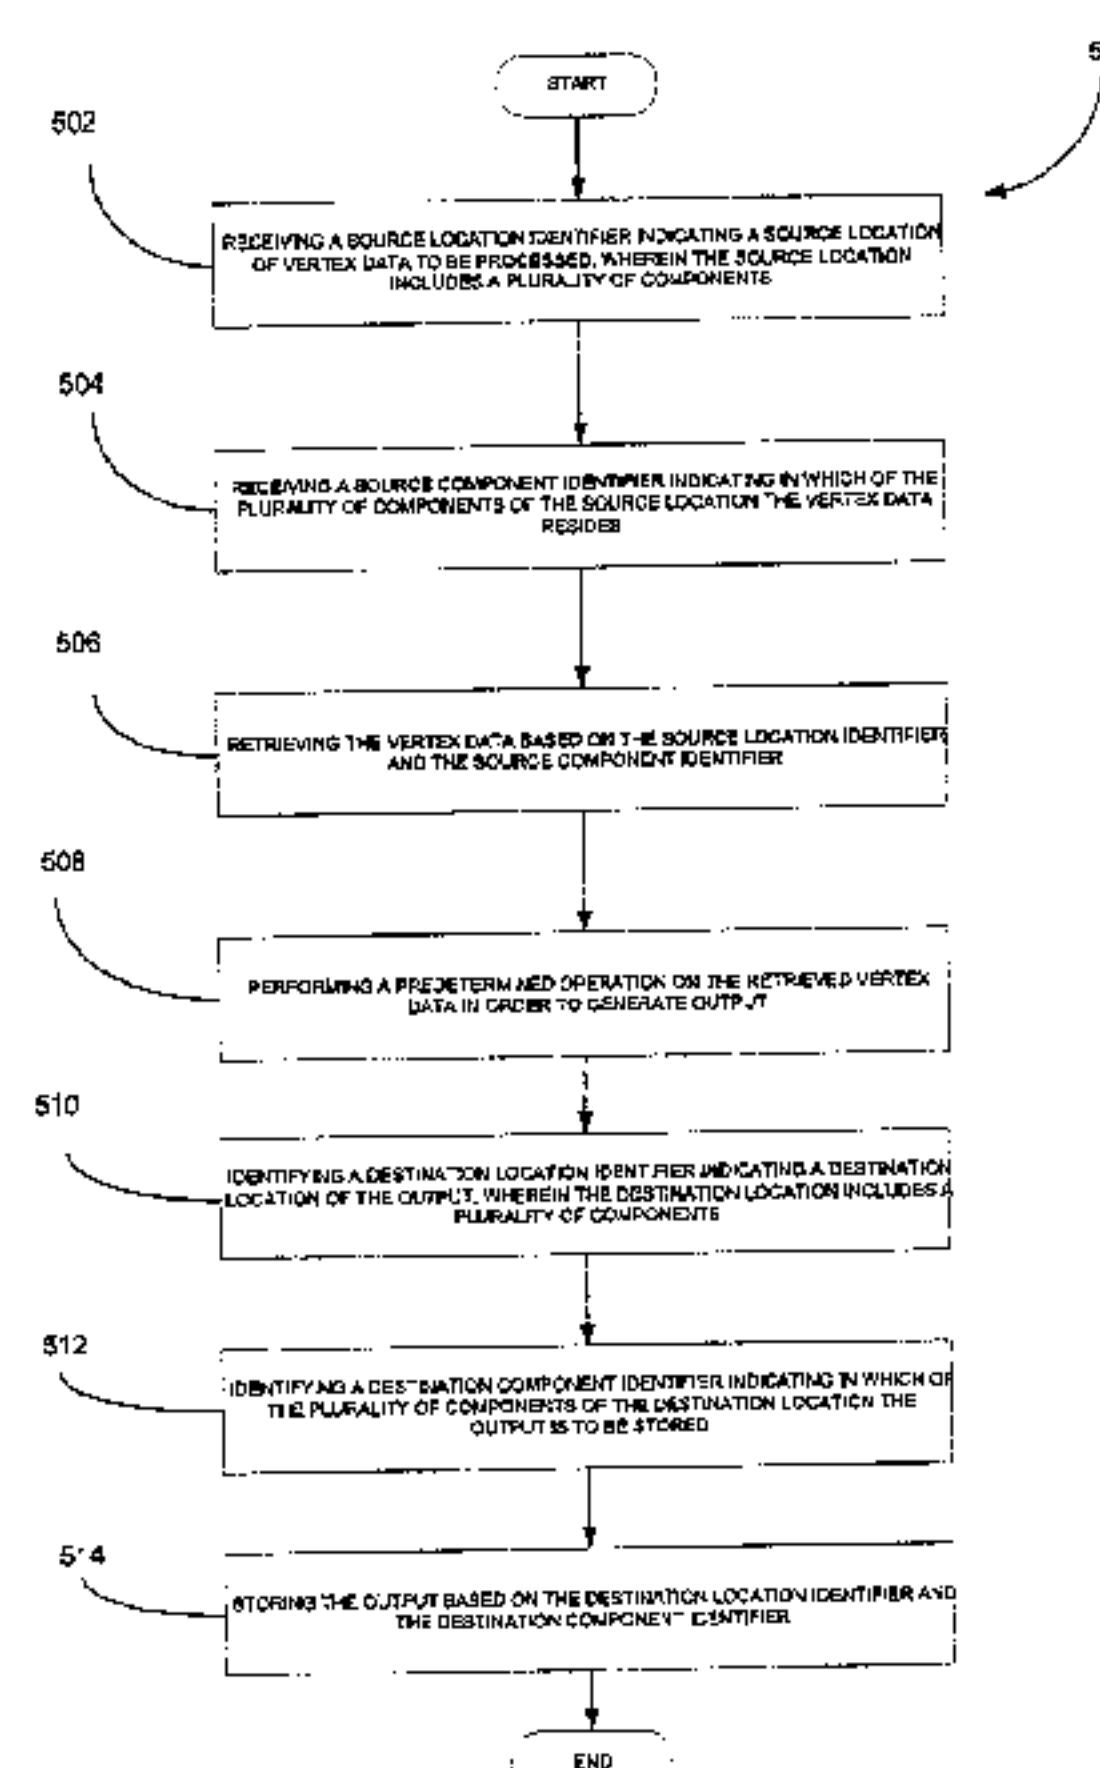 START
5
502
RECEIVING A SOURCE LOCATION IDENTIFIER INDICATING A SOURCE LOCATION
OF VERTEX DATA TO BE PROCESSED, WHEREIN THE SOURCE LOCATION
INCLUDES A PLURALITY OF COMPONENTS
504
RECEIVING A SOURCE COMPONENT IDENTIFIER INDICATING IN WHICH OF THE
PLURALITY OF COMPONENTS OF THE SOURCE LOCATION THE VERTEX DATA
RESIDES
506
RETRIEVING THE VERTEX DATA BASED ON THE SOURCE LOCATION IDENTIFIER
AND THE SOURCE COMPONENT IDENTIFIER
508
PERFORMING A PREDETERMINED OPERATION ON THE RETRIEVED VERTEX
DATA IN ORDER TO GENERATE OUTPUT
510
IDENTIFYING A DESTINATION LOCATION IDENTIFIER INDICATING A DESTINATION
LOCATION OF THE OUTPUT, WHEREIN THE DESTINATION LOCATION INCLUDES A
PLURALITY OF COMPONENTS
512
IDENTIFYING A DESTINATION COMPONENT IDENTIFIER INDICATING IN WHICH OF
THE PLURALITY OF COMPONENTS OF THE DESTINATION LOCATION THE
OUTPUT IS TO BE STORED
514
STORING THE OUTPUT BASED ON THE DESTINATION LOCATION IDENTIFIER AND
THE DESTINATION COMPONENT IDENTIFIER
END